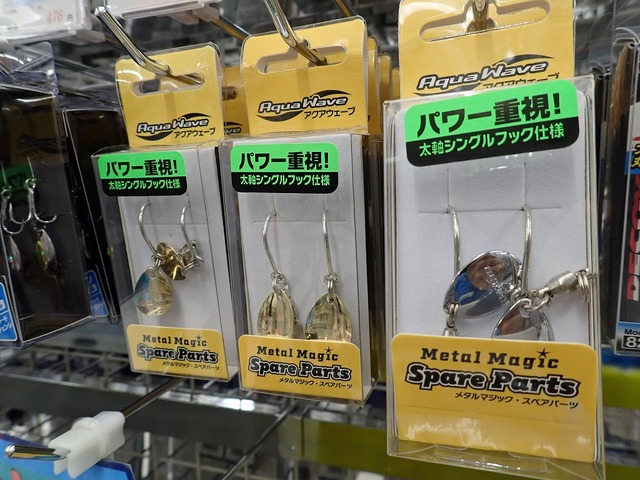 Aqua Wave
アクアウェーブ
パワー重視!
太軸シングルフック仕様
Metal Magic
Spare Parts
メタルマジック・スペアパーツ
Aqua Wave
アクアウェーブ
パワー重視!
太軸シングルフック仕様
Metal Magic
Spare Parts
メタルマジック・スペアパーツ
Aqua Wave
アクアウェーブ
パワー重視!
太軸シングルフック仕様
Metal Magic
Spare Parts
メタルマジック・スペアパーツ